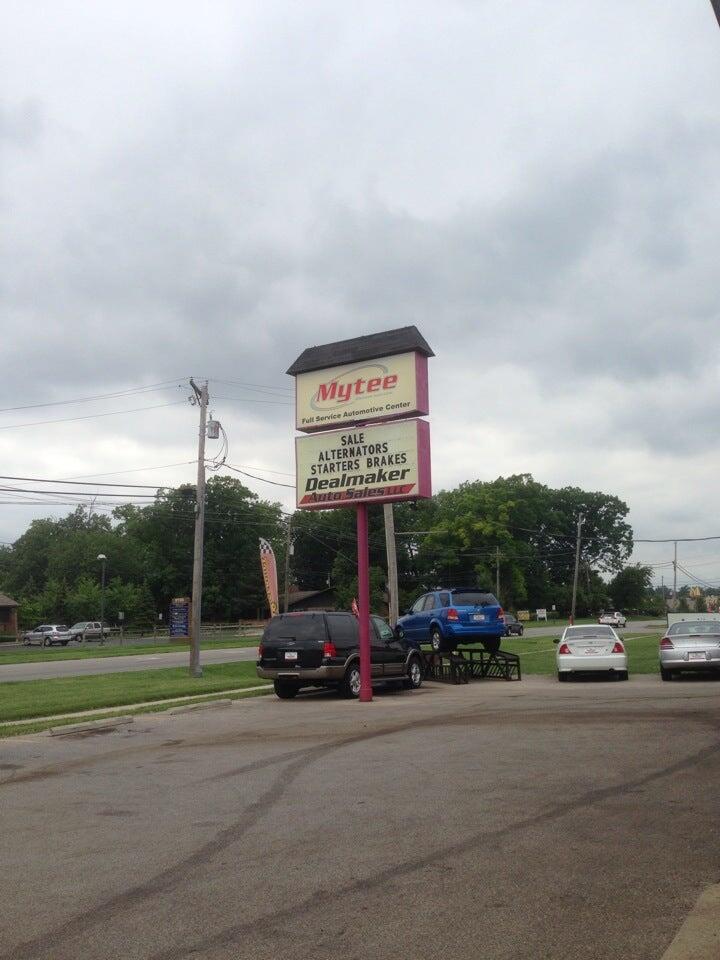 Mytee
Full Service Automotive Center
SALE
ALTERNATORS
STARTERS BRAKES
Dealmaker
Auto Sales LLC